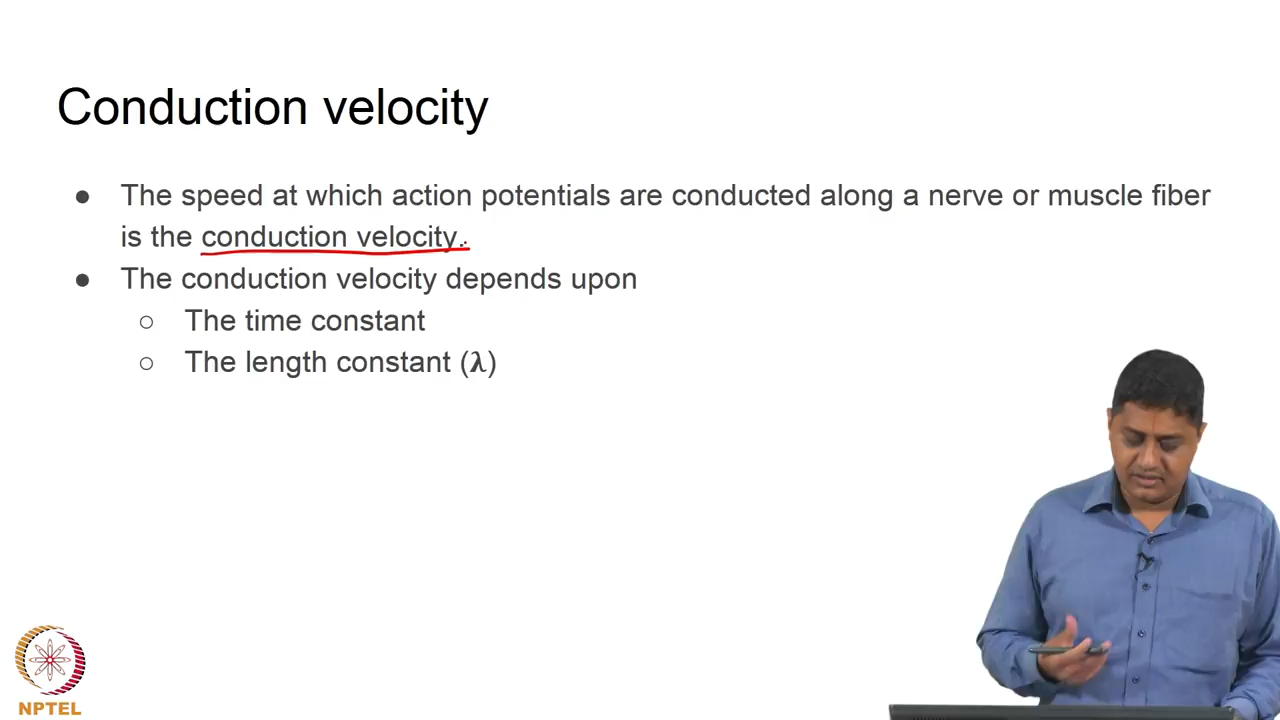 Conduction velocity
● The speed at which action potentials are conducted along a nerve or muscle fiber
is the conduction velocity.
● The conduction velocity depends upon
○ The time constant
○ The length constant (λ)
NPTEL